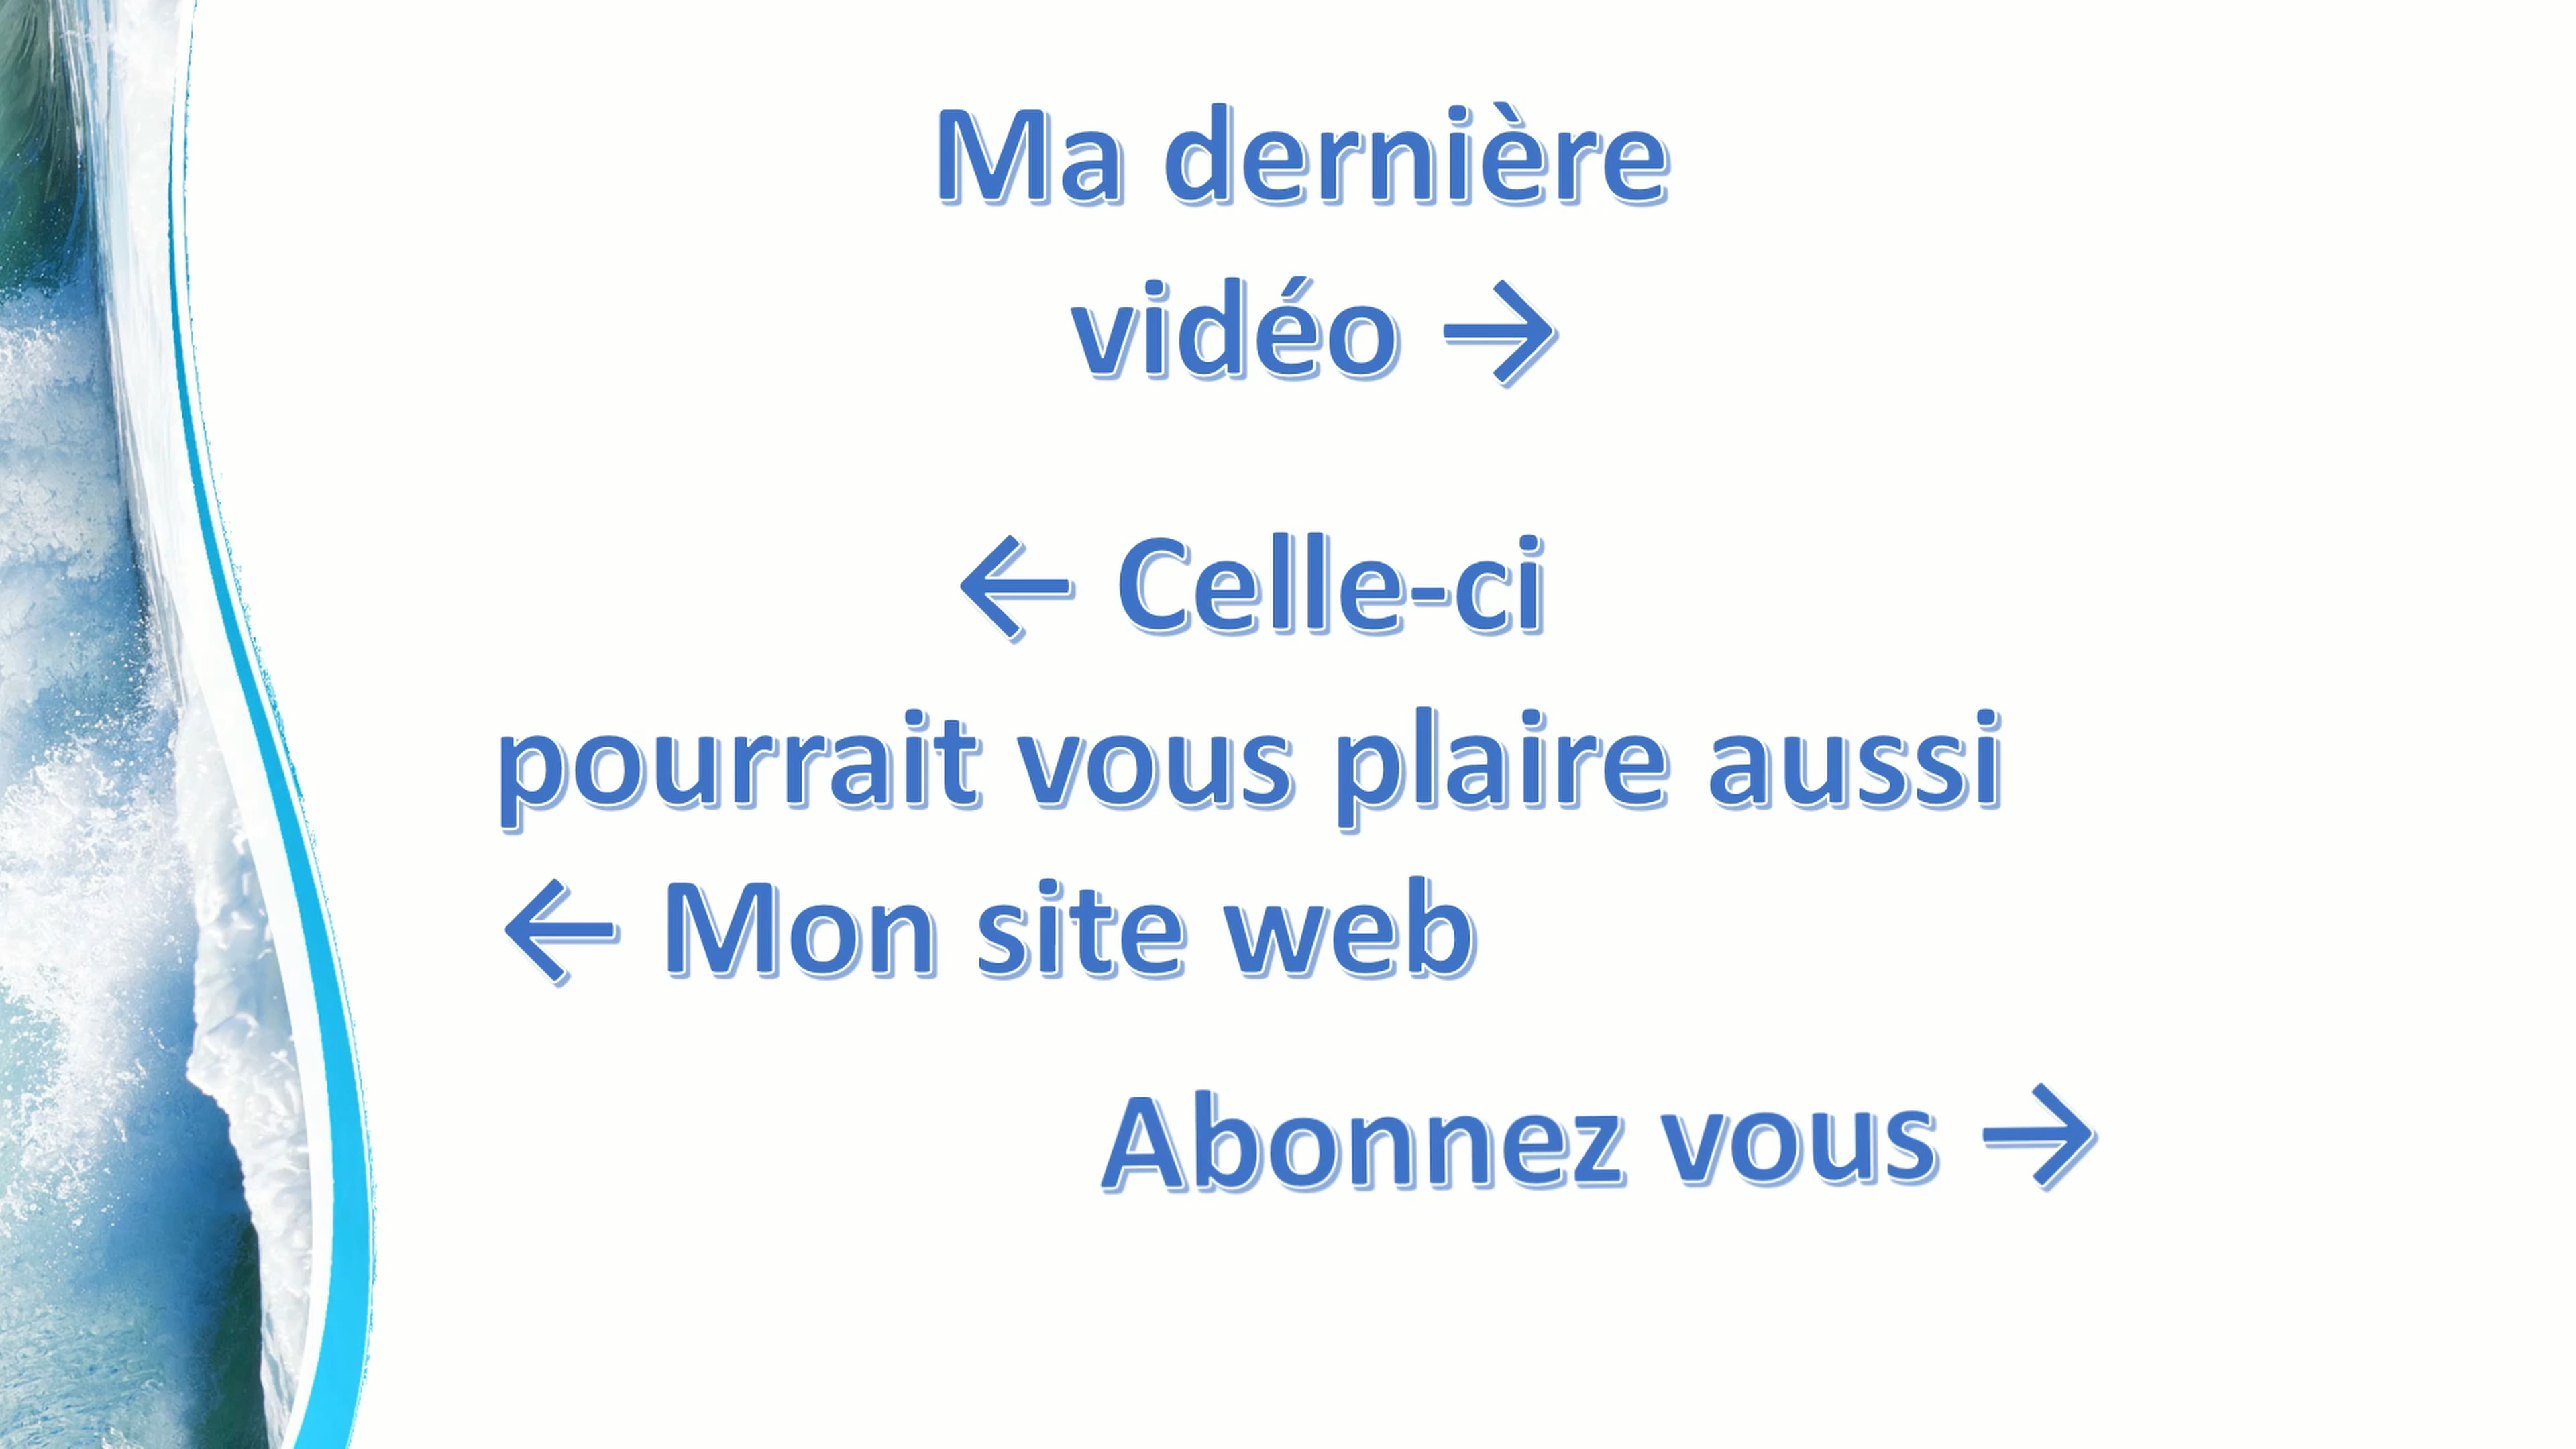 Ma dernière
vidéo →
← Celle-ci
pourrait vous plaire aussi
← Mon site web
Abonnez vous →